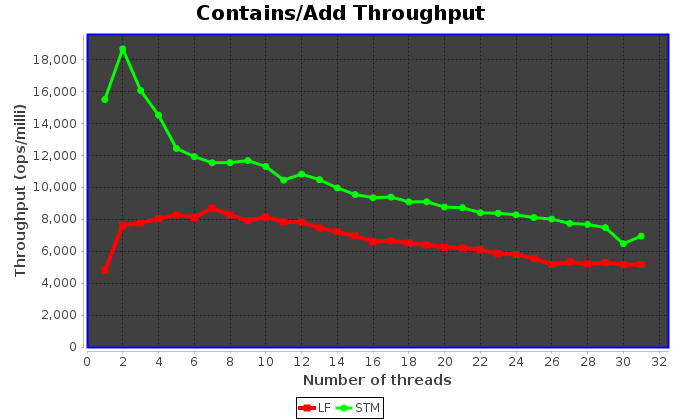 Contains/Add Throughput
Throughput (ops/milli)
18,000
16,000
14,000
12,000
10,000
8,000
6,000
4,000
2,000
0
0 2 4 6 8 10 12 14 16 18 20 22 24 26 28 30 32
Number of threads
LF STM